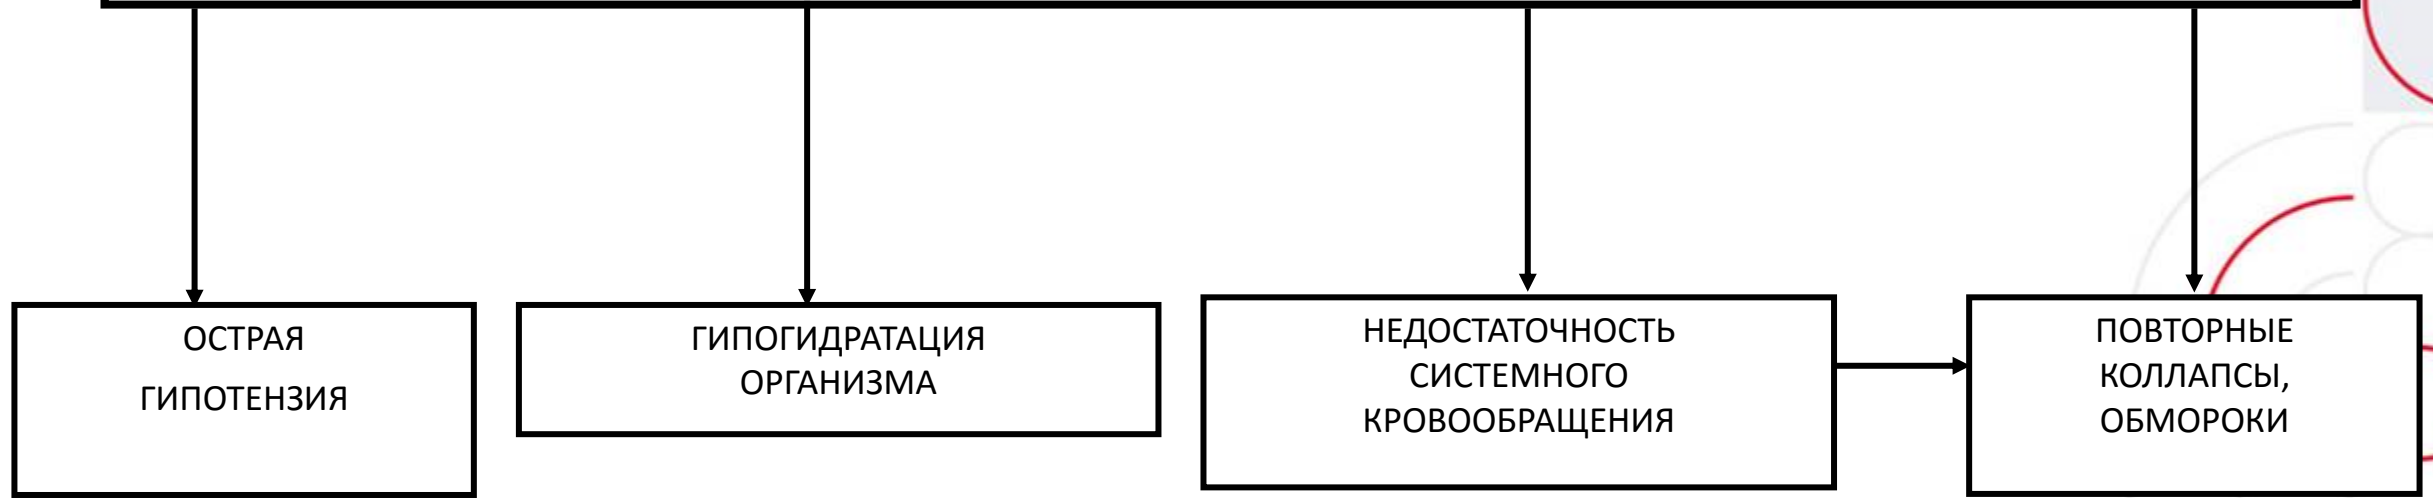 ОСТРАЯ
ГИПОТЕНЗИЯ
ГИПОГИДРАТАЦИЯ
ОРГАНИЗМА
НЕДОСТАТОЧНОСТЬ
СИСТЕМНОГО
КРОВООБРАЩЕНИЯ
ПОВТОРНЫЕ
КОЛЛАПСЫ,
ОБМОРОКИ